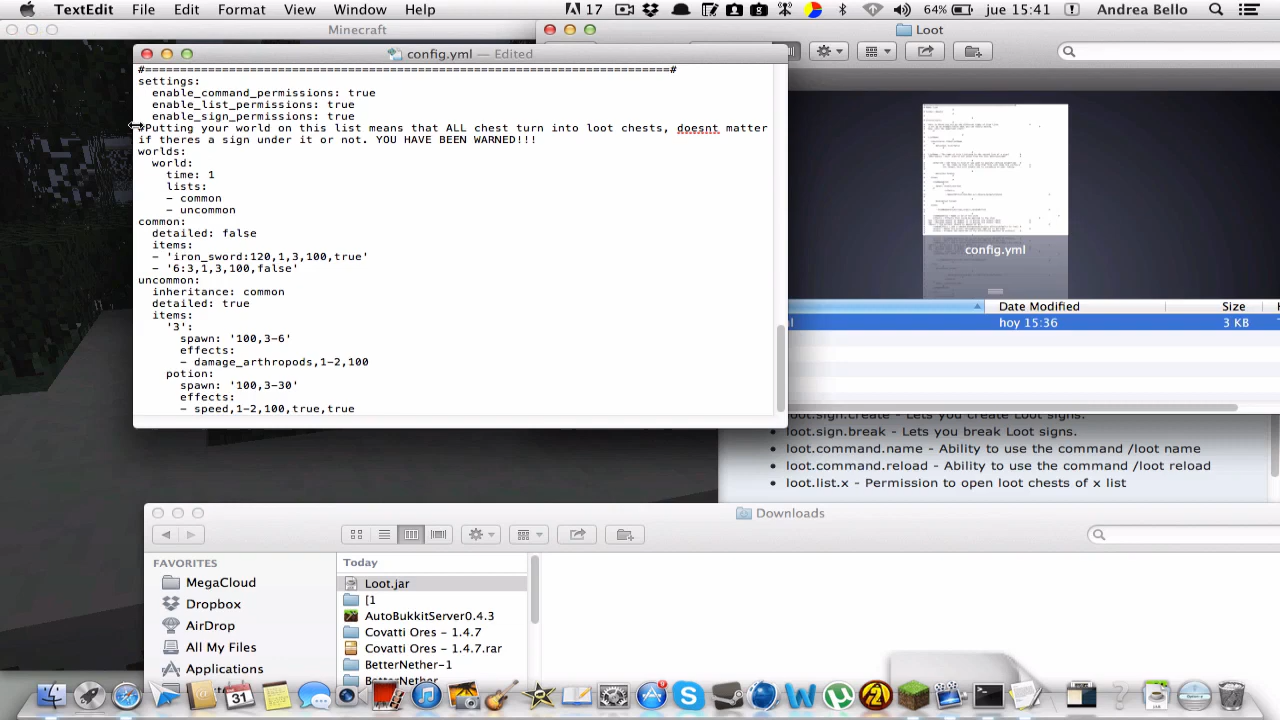 TextEdit File Edit Format View Window Help
17 64% jue 15:41 Andrea Bello
Minecraft
Loot
config.yml — Edited
#===========================================================================#
settings:
enable_command_permissions: true
enable_list_permissions: true
enable_sign_permissions: true
#Putting your world on this list means that ALL chest turn into loot chests, doesnt matter
if theres a sign under it or not. YOU HAVE BEEN WARNED!!!
worlds:
world:
time: 1
lists:
- common
- uncommon
common:
detailed: false
items:
- '6:3,1,3,100,false'
uncommon:
inheritance: common
detailed: true
items:
'3':
spawn: '100,3-6'
effects:
- damage_arthropods,1-2,100
potion:
spawn: '100,3-30'
effects:
- speed,1-2,100,true,true
config.yml
Date Modified Size
hoy 15:36 3 KB
loot.sign.create - Lets you create Loot signs.
• loot.sign.break - Lets you break Loot signs.
• loot.command.name - Ability to use the command /loot name
• loot.command.reload - Ability to use the command /loot reload
• loot.list.x - Permission to open loot chests of x list
Downloads
FAVORITES
MegaCloud
Dropbox
AirDrop
All My Files
Applications
Today
Loot.jar
[1
AutoBukkitServer0.4.3
Covatti Ores - 1.4.7
Covatti Ores - 1.4.7.rar
BetterNether-1
BetterNether
31